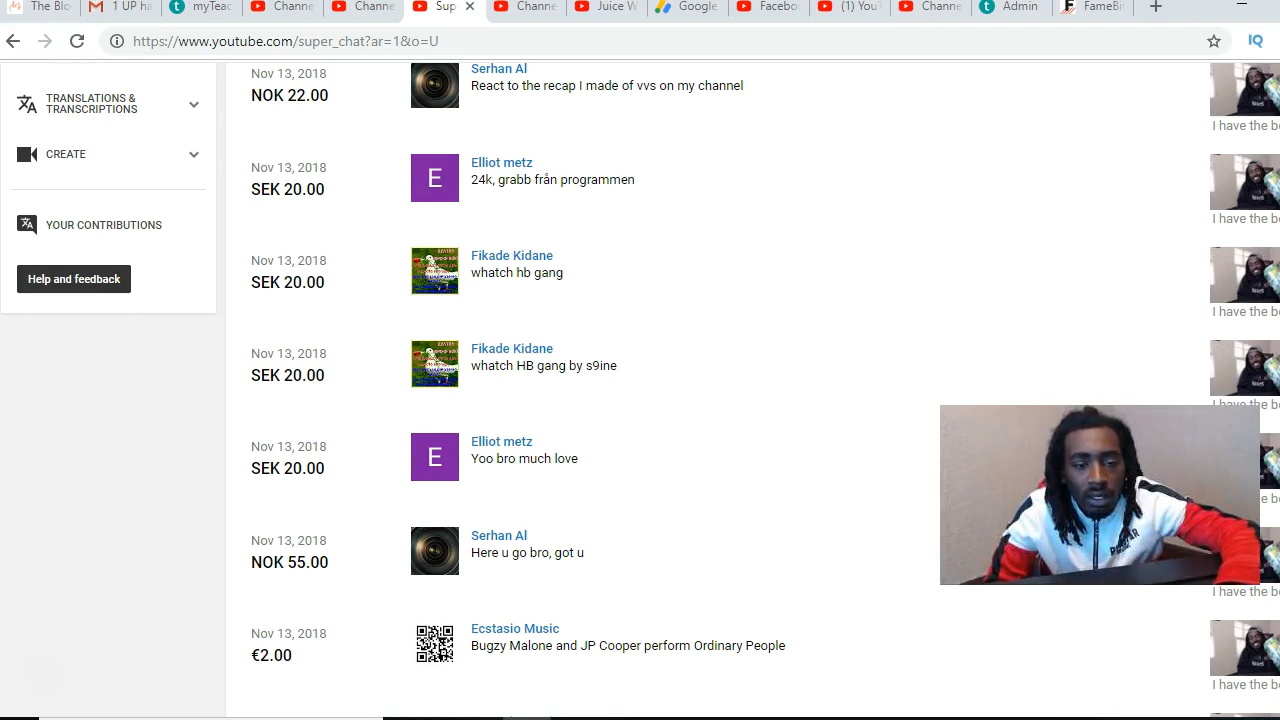 The Blo
1 UP ha
myTeac
Channe
Channe
Sup
Channe
Juice W
Google
Facebo
(1) You
Channe
Admin
FameBi
https://www.youtube.com/super_chat?ar=1&o=U
IQ
TRANSLATIONS &
TRANSCRIPTIONS
CREATE
YOUR CONTRIBUTIONS
Help and feedback
Serhan Al
Nov 13, 2018
React to the recap I made of vvs on my channel
NOK 22.00
I have the be
Elliot metz
Nov 13, 2018
24k, grabb från programmen
SEK 20.00
E
I have the be
Fikade Kidane
Nov 13, 2018
whatch hb gang
SEK 20.00
I have the be
Fikade Kidane
Nov 13, 2018
whatch HB gang by s9ine
SEK 20.00
I have the be
Elliot metz
Nov 13, 2018
Yoo bro much love
SEK 20.00
E
Serhan Al
Nov 13, 2018
Here u go bro, got u
NOK 55.00
I have the be
Ecstasio Music
Nov 13, 2018
Bugzy Malone and JP Cooper perform Ordinary People
€2.00
I have the be